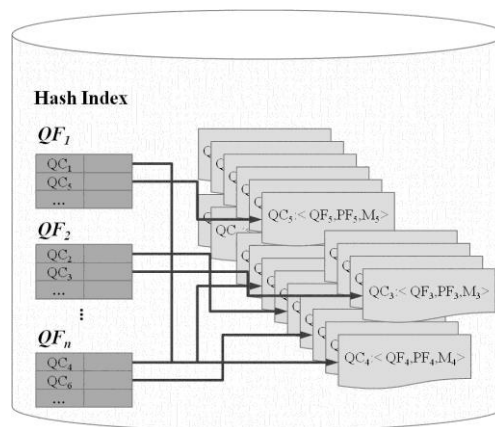 Hash Index
QF1
QC1
QC5
...
QF2
QC2
QC3
...
...
QFn
QC4
QC6
...
QC5:< QF5,PF5,M5>
QC3:< QF3,PF3,M3>
QC4:< QF4,PF4,M4>